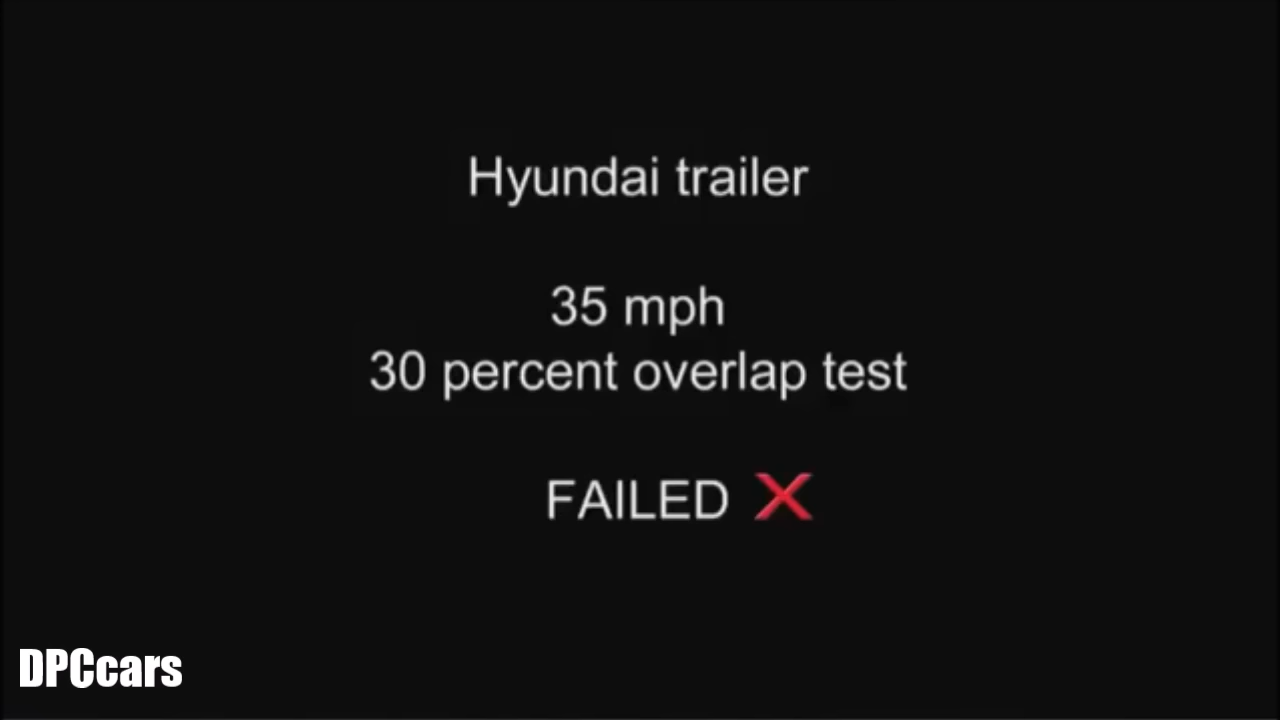 Hyundai trailer
35 mph
30 percent overlap test
FAILED ❌
DPCcars